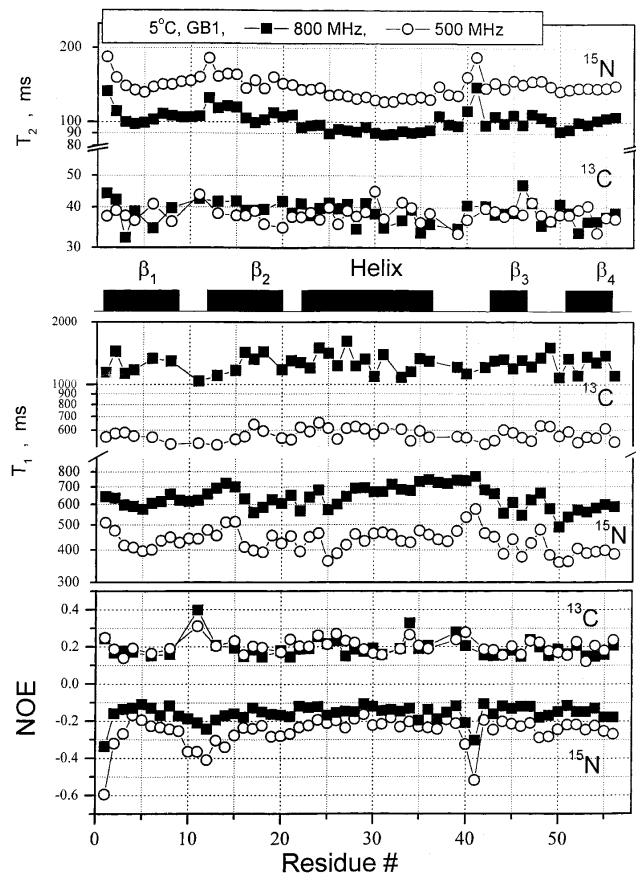 5°C, GB1, 800 MHz, 500 MHz
200
¹⁵N
T₂ , ms
100
90
80
¹³C
50
40
30
β₁ β₂ Helix β₃ β₄
2000
1000
900
800
700
600
¹³C
T₁ , ms
800
700
600
500
400
300
¹⁵N
0.4
¹³C
0.2
0.0
NOE
-0.2
¹⁵N
-0.4
-0.6
0 10 20 30 40 50
Residue #